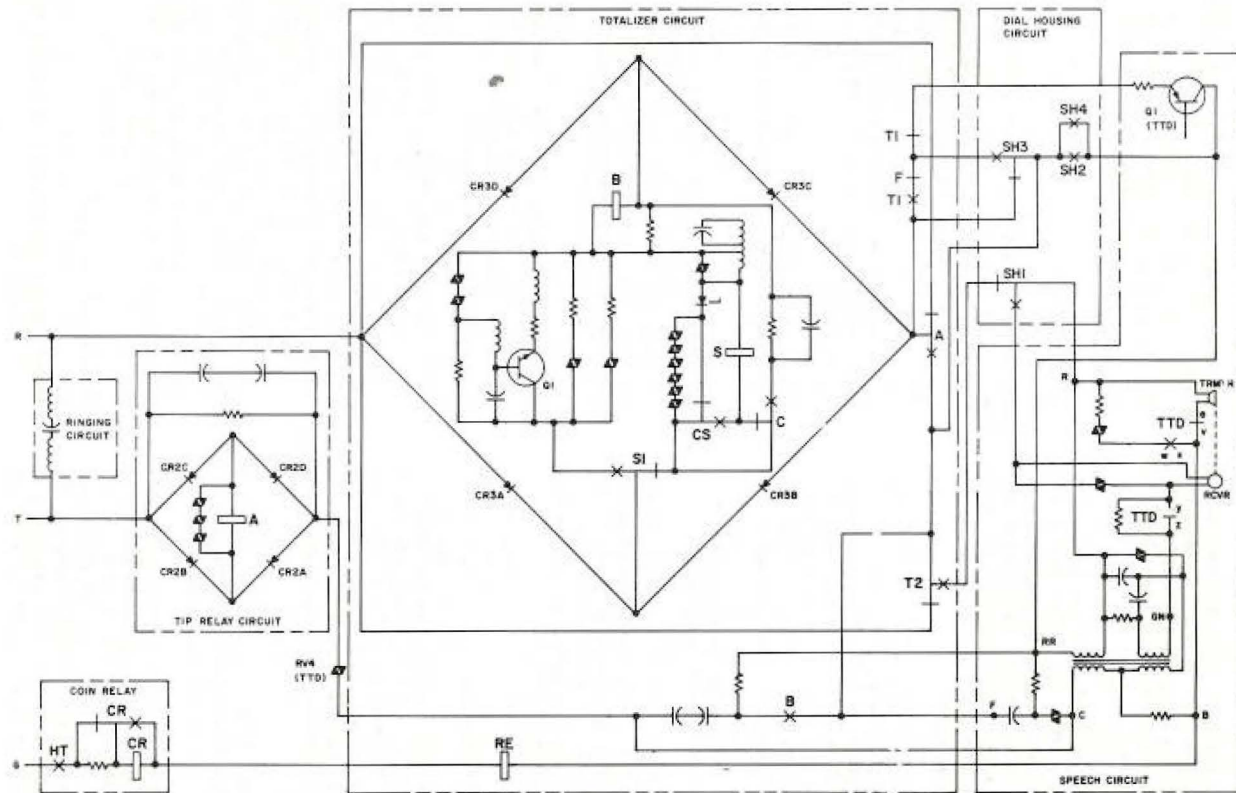 TOTALIZER CIRCUIT
DIAL HOUSING
CIRCUIT
Q1
(TTD)
SH4
T1
SH3
SH2
F
T1
CR3D
B
CR3C
SH1
L
S
A
Q1
R
R
TRMTR
RINGING
CIRCUIT
TTD
V
W X
CS
C
S1
CR2C
CR2D
CR3A
CR3B
RCVR
T
A
TTD
Y
Z
CR2B
CR2A
T2
TIP RELAY CIRCUIT
GN
RR
RV4
(TTD)
COIN RELAY
CR
B
F
C
B
HT
CR
RE
G
SPEECH CIRCUIT